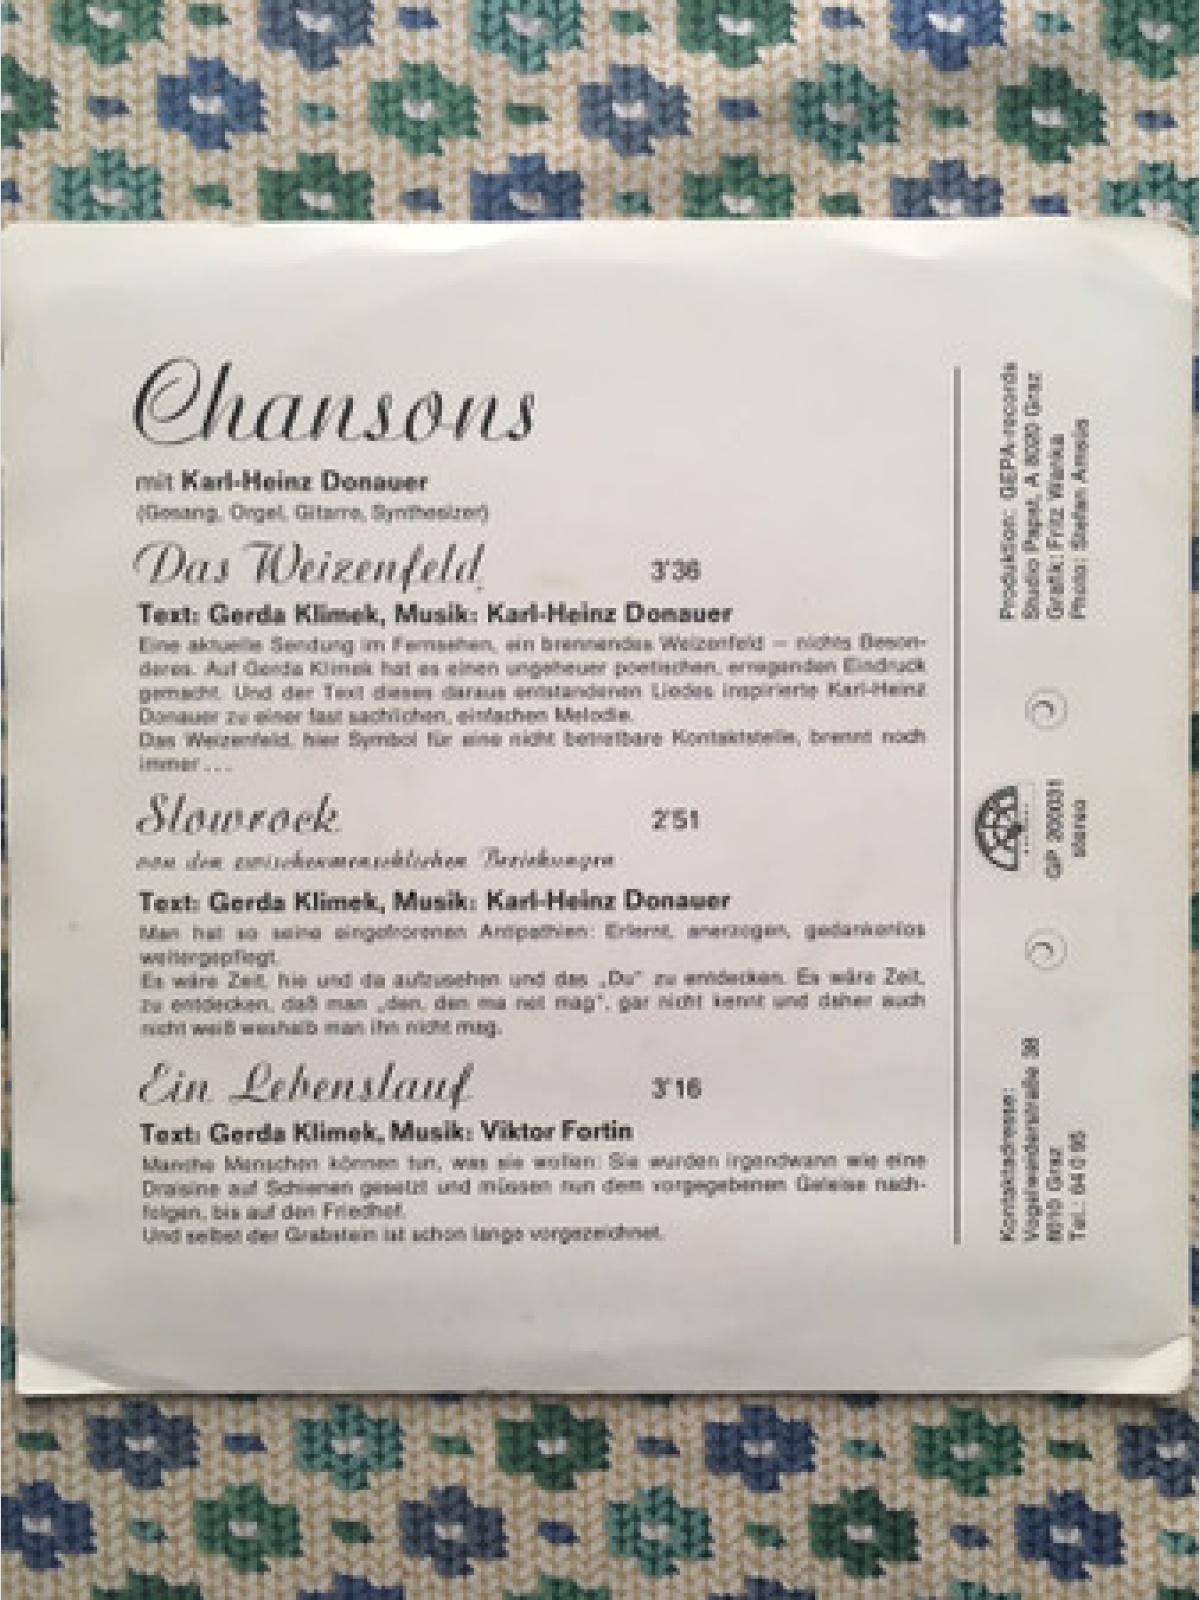 Chansons
mit Karl-Heinz Donauer
(Gesang, Orgel, Gitarre, Synthesizer)
Das Weizenfeld 3'36
Text: Gerda Klimek, Musik: Karl-Heinz Donauer
Eine aktuelle Sendung im Fernsehen, ein brennendes Weizenfeld — nichts Beson-
deres. Auf Gerda Klimek hat es einen ungeheuer poetischen, erregenden Eindruck
gemacht. Und der Text dieses daraus entstandenen Liedes inspirierte Karl-Heinz
Donauer zu einer fast sachlichen, einfachen Melodie.
Das Weizenfeld, hier Symbol für eine nicht betretbare Kontaktstelle, brennt noch
immer . . .
Slowrock 2'51
von den zwischenmenschlichen Beziehungen
Text: Gerda Klimek, Musik: Karl-Heinz Donauer
Man hat so seine eingefrorenen Antipathien: Erlernt, anerzogen, gedankenlos
weitergepflegt.
Es wäre Zeit, hie und da aufzusehen und das „Du" zu entdecken. Es wäre Zeit,
zu entdecken, daß man „den, den ma net mag", gar nicht kennt und daher auch
nicht weiß weshalb man ihn nicht mag.
Ein Lebenslauf 3'16
Text: Gerda Klimek, Musik: Viktor Fortin
Manche Menschen können tun, was sie wollen: Sie wurden irgendwann wie eine
Draisine auf Schienen gesetzt und müssen nun dem vorgegebenen Geleise nach-
folgen, bis auf den Friedhof.
Und selbst der Grabstein ist schon lange vorgezeichnet.
Produktion: GEPA-records
Studio Papst, A 8020 Graz
Grafik: Fritz Wanka
Photo: Stefan Amsüs
GP 200031
stereo
Kontaktadresse:
Vogelweiderstraße 38
8010 Graz
Tel.: 64 0 95